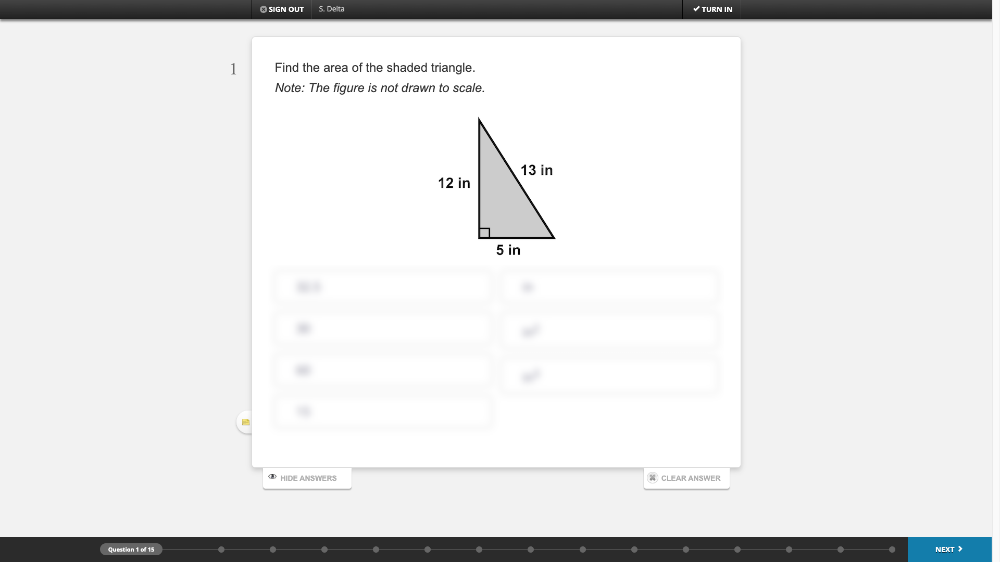 SIGN OUT
S. Delta
TURN IN
1
Find the area of the shaded triangle.
Note: The figure is not drawn to scale.
13 in
12 in
5 in
HIDE ANSWERS
CLEAR ANSWER
Question 1 of 15
NEXT